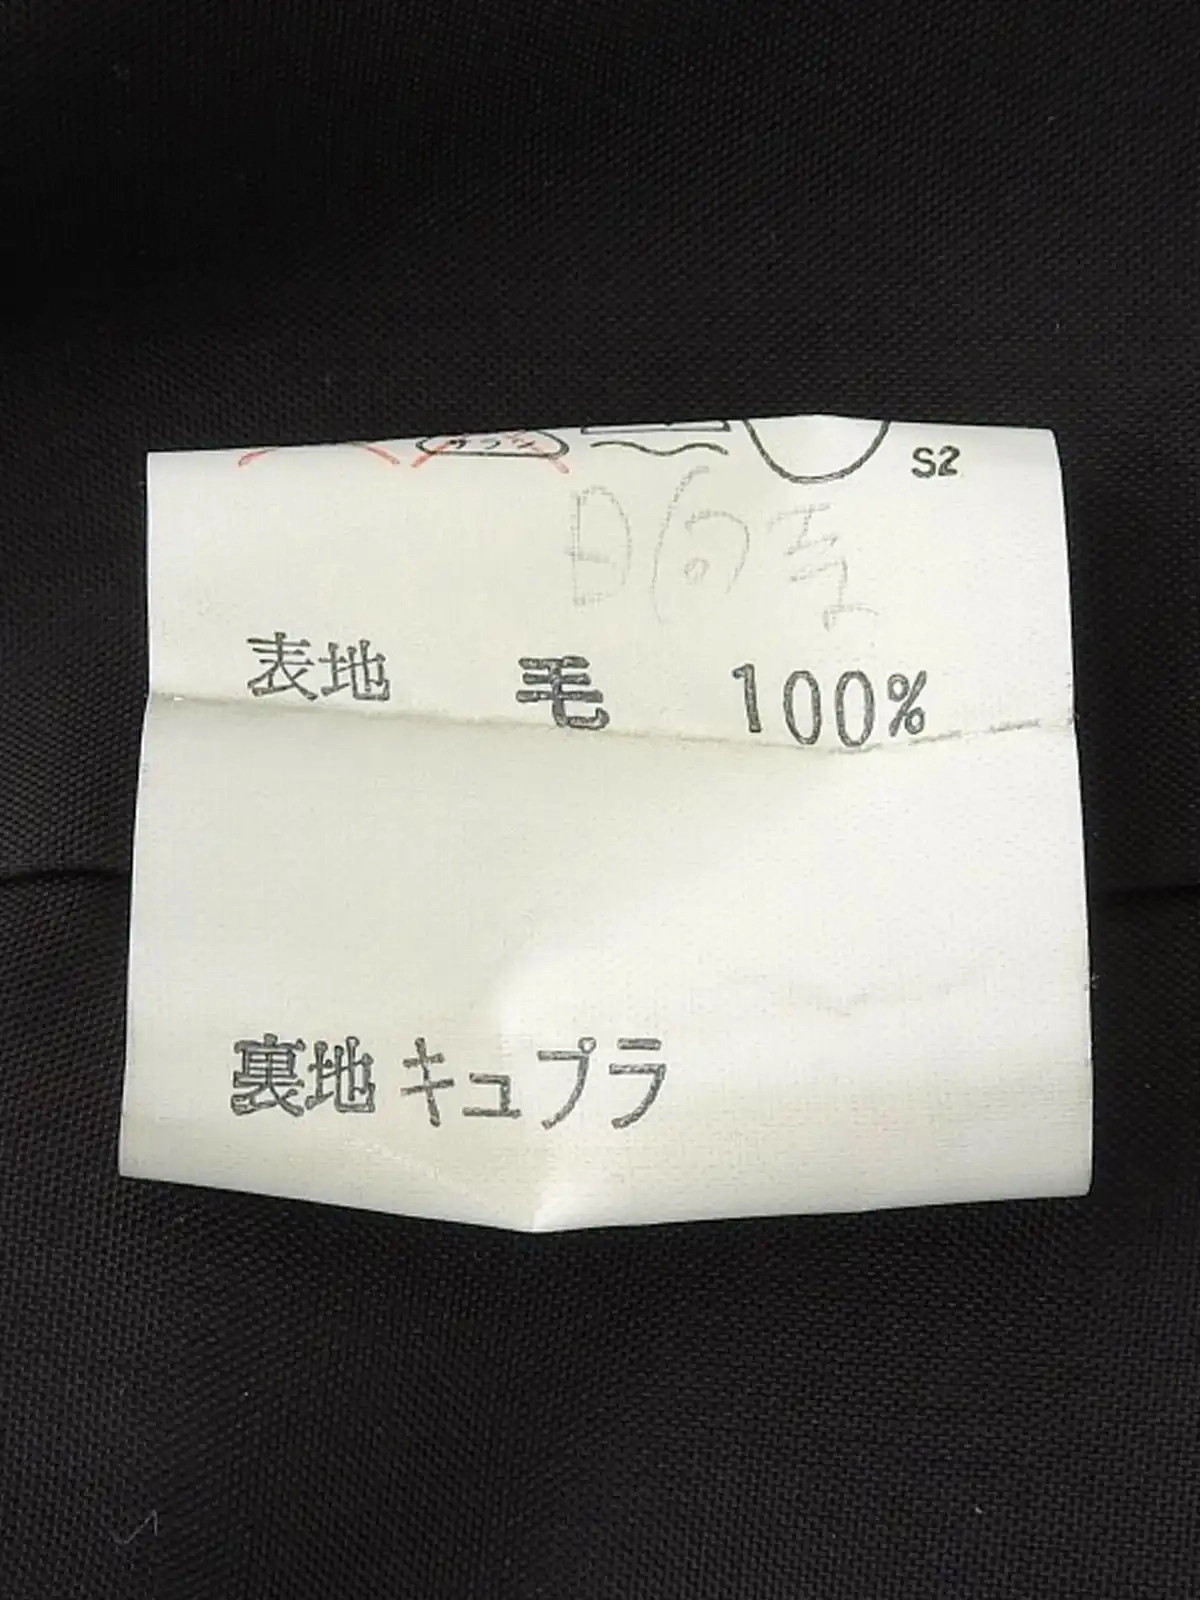 S2
表地 毛 100%
裏地 キュプラ